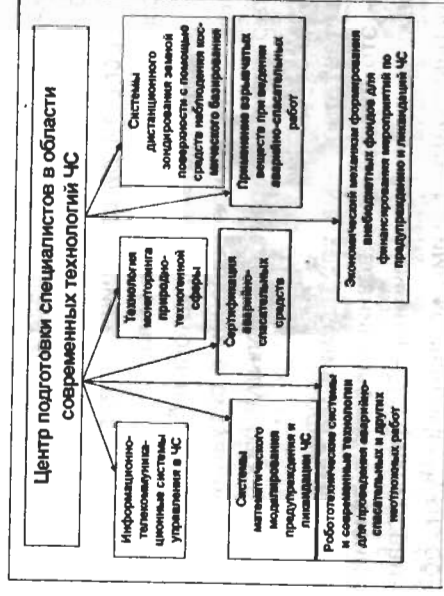 Центр подготовки специалистов в области
современных технологий ЧС
Информационно-
телекоммуника-
ционные системы
управления в ЧС
Технология
мониторинга
природно-
техногенной
сферы
Системы
дистанционного
зондирования земной
поверхности с помощью
средств наблюдения кос-
мического базирования
Системы
математического
моделирования
предупреждения и
ликвидации ЧС
Сертификация
аварийно-
спасательных
средств
Применение взрывчатых
веществ при ведении
аварийно-спасательных
работ
Робототехнические системы
и современные технологии
для проведения аварийно-
спасательных и других
неотложных работ
Экономический механизм формирования
внебюджетных фондов для
финансирования мероприятий по
предупреждению и ликвидаций ЧС